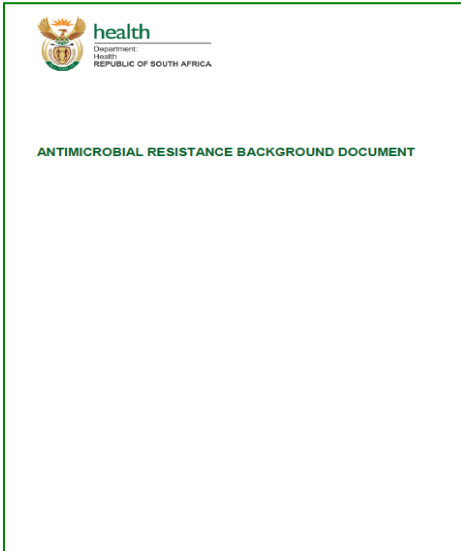 health
Department:
Health
REPUBLIC OF SOUTH AFRICA
ANTIMICROBIAL RESISTANCE BACKGROUND DOCUMENT